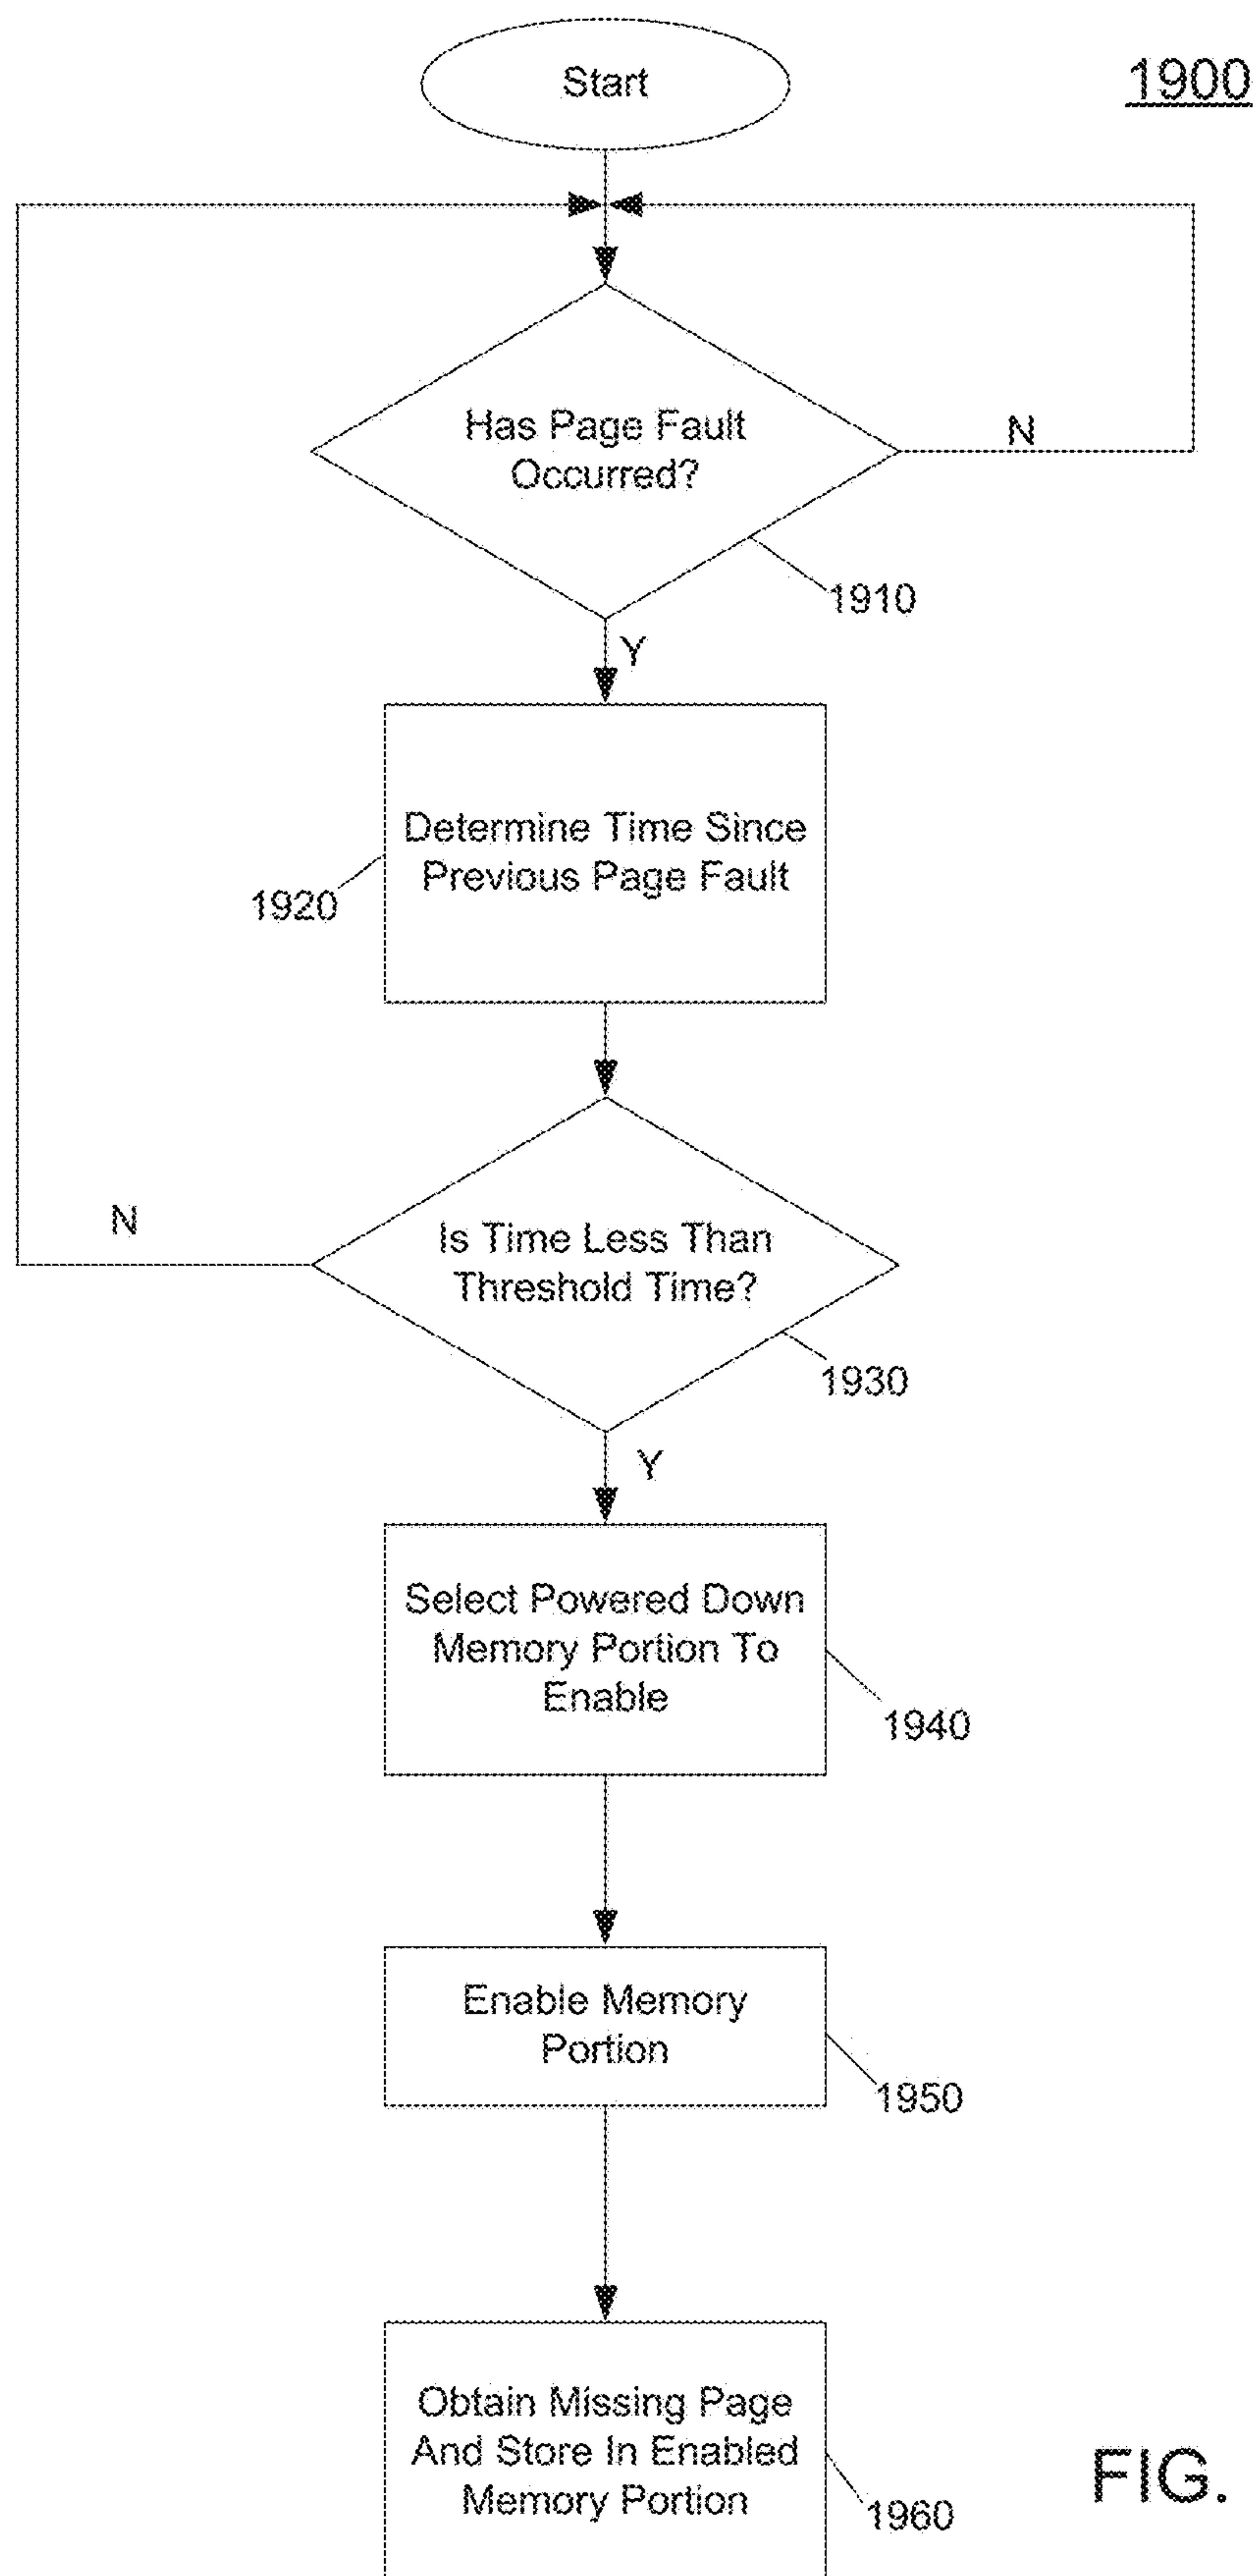 Start
1900
Has Page Fault
Occurred?
N
1910
Y
Determine Time Since
Previous Page Fault
1920
N
Is Time Less Than
Threshold Time?
1930
Y
Select Powered Down
Memory Portion To
Enable
1940
Enable Memory
Portion
1950
Obtain Missing Page
And Store In Enabled
Memory Portion
1960
FIG.